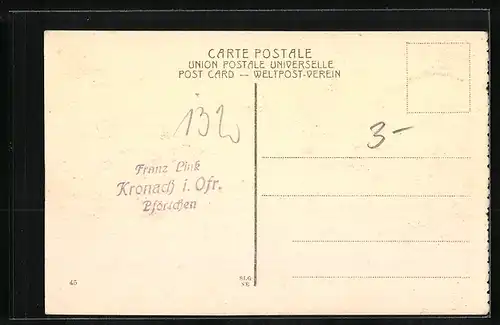 CARTE POSTALE
UNION POSTALE UNIVERSELLE
POST CARD — WELTPOST-VEREIN
132
3-
Franz Link
Kronach i. Ofr.
Pförtchen
45